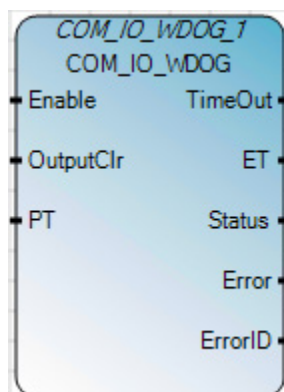 COM_IO_WDOG_1
COM_IO_WDOG
Enable TimeOut
OutputClr ET
PT Status
Error
ErrorID